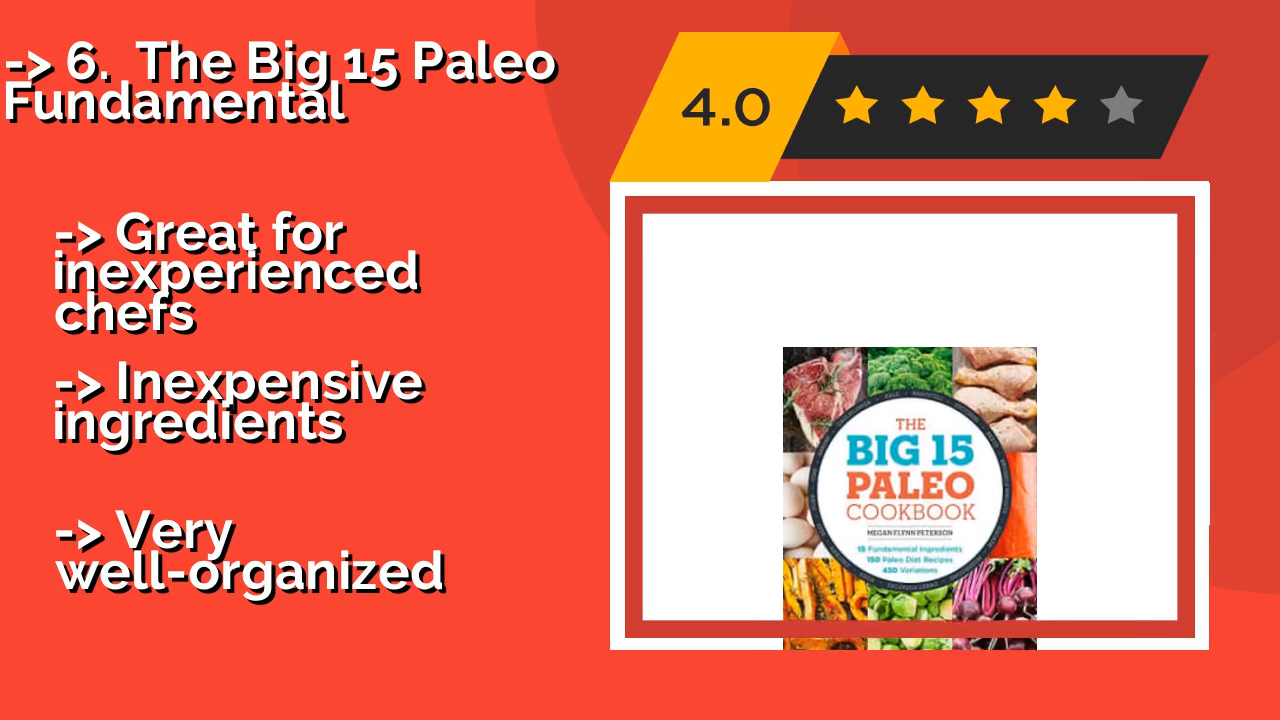 -> 6. The Big 15 Paleo
Fundamental
4.0
-> Great for
inexperienced
chefs
-> Inexpensive
ingredients
-> Very
well-organized
THE
BIG 15
PALEO
COOKBOOK
MEGAN FLYNN PETERSON
15 Fundamental Ingredients
150 Paleo Diet Recipes
450 Variations